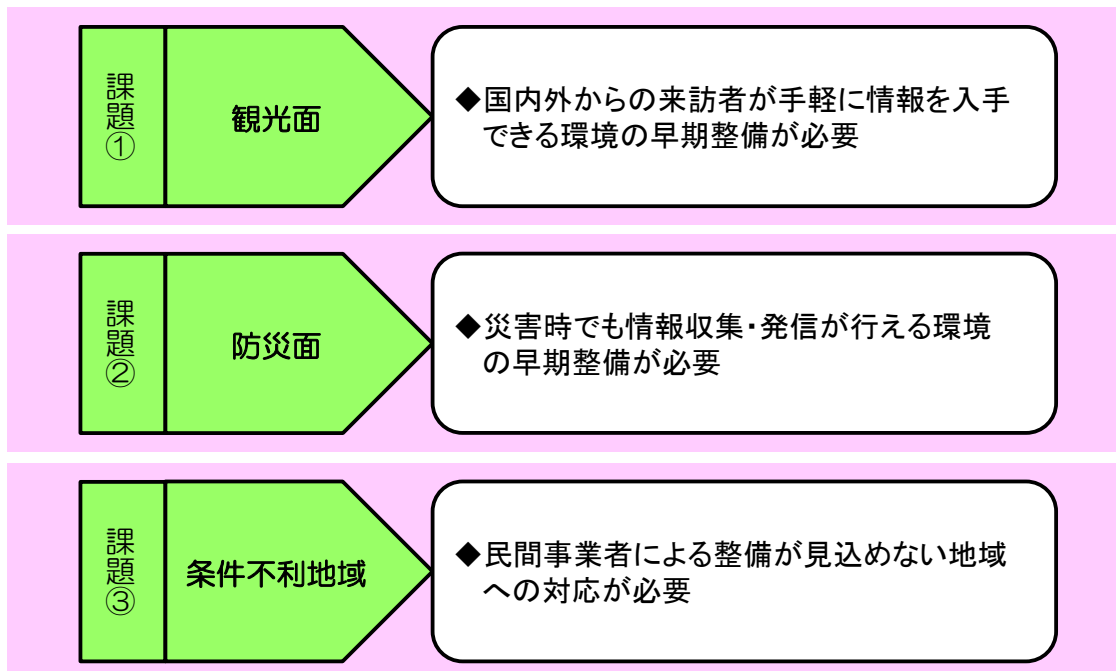 課題①
観光面
◆国内外からの来訪者が手軽に情報を入手
できる環境の早期整備が必要
課題②
防災面
◆災害時でも情報収集・発信が行える環境
の早期整備が必要
課題③
条件不利地域
◆民間事業者による整備が見込めない地域
への対応が必要